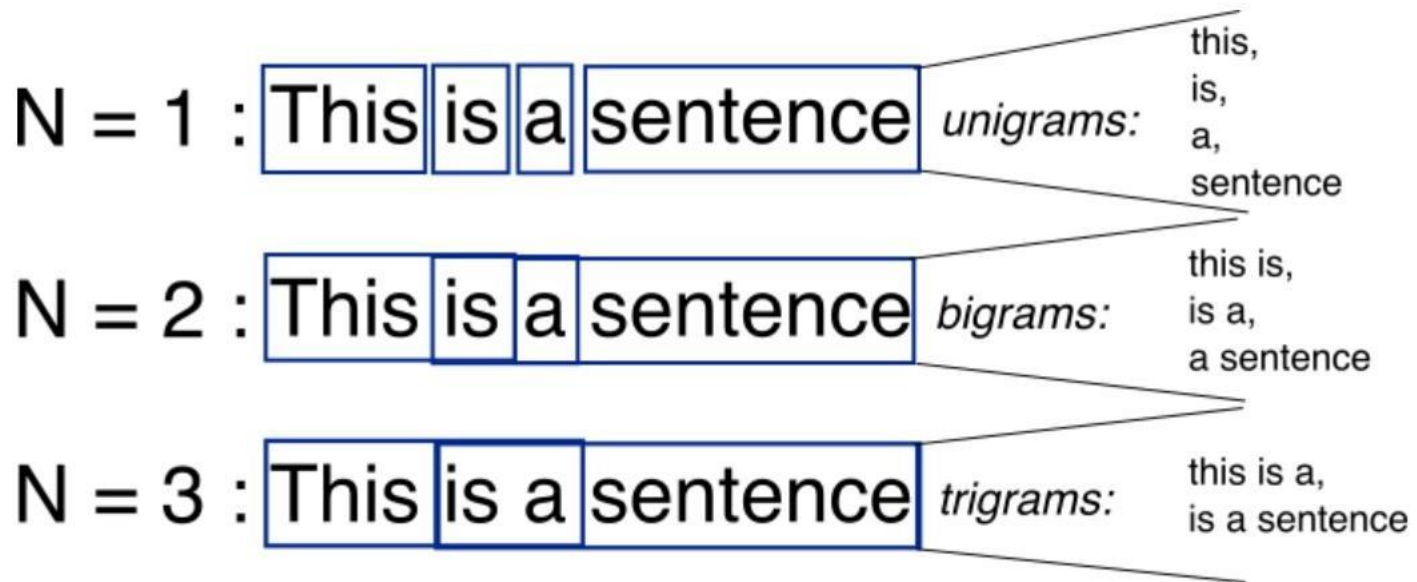 N = 1 : This is a sentence unigrams:
this,
is,
a,
sentence
N = 2 : This is a sentence bigrams:
this is,
is a,
a sentence
N = 3 : This is a sentence trigrams:
this is a,
is a sentence